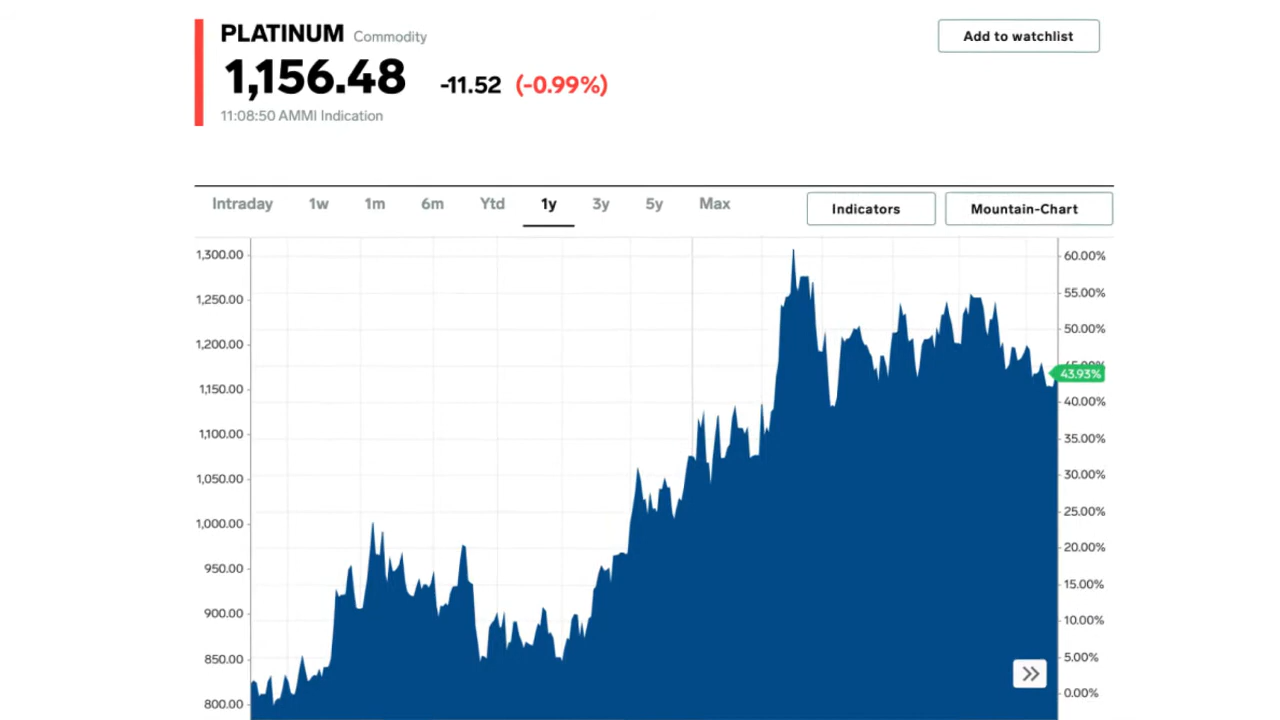 PLATINUM Commodity
Add to watchlist
1,156.48 -11.52 (-0.99%)
11:08:50 AMMI Indication
Intraday 1w 1m 6m Ytd 1y 3y 5y Max Indicators Mountain-Chart
1,300.00 60.00%
1,250.00 55.00%
1,200.00 50.00%
45.00%
43.93%
1,150.00 40.00%
1,100.00 35.00%
1,050.00 30.00%
1,000.00 25.00%
950.00 20.00%
15.00%
900.00 10.00%
850.00 5.00%
800.00 0.00%